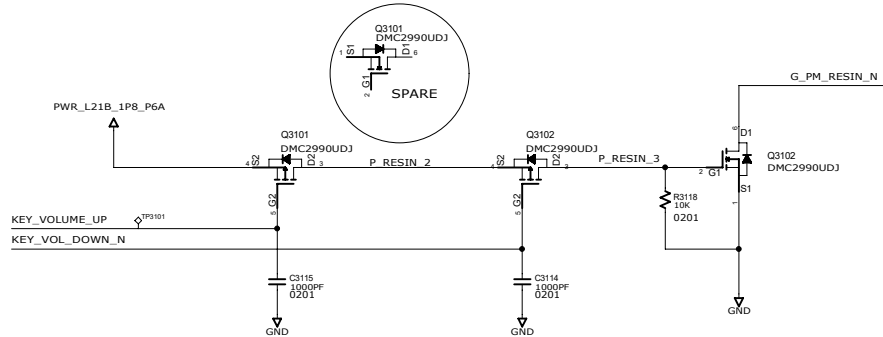 Q3101
DMC2990UDJ
1
S1
D1
6
G1
2
SPARE
G_PM_RESIN_N
PWR_L21B_1P8_P6A
Q3101
DMC2990UDJ
4
S2
D2
3
G2
5
P_RESIN_2
Q3102
DMC2990UDJ
4
S2
D2
3
G2
5
P_RESIN_3
6
D1
2
G1
S1
1
Q3102
DMC2990UDJ
R3118
10K
0201
KEY_VOLUME_UP
TP3101
KEY_VOL_DOWN_N
C3115
1000PF
0201
C3114
1000PF
0201
GND
GND
GND